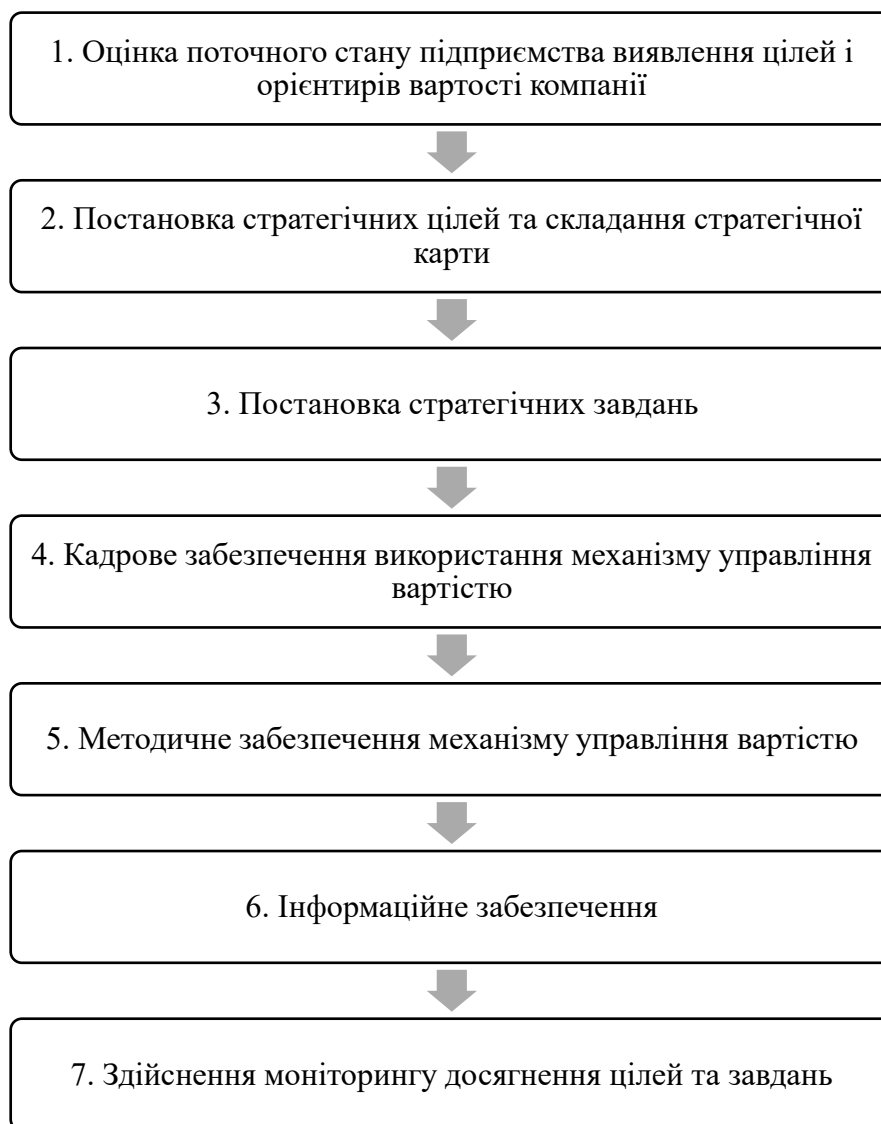 1. Оцінка поточного стану підприємства виявлення цілей і
орієнтирів вартості компанії
2. Постановка стратегічних цілей та складання стратегічної
карти
3. Постановка стратегічних завдань
4. Кадрове забезпечення використання механізму управління
вартістю
5. Методичне забезпечення механізму управління вартістю
6. Інформаційне забезпечення
7. Здійснення моніторингу досягнення цілей та завдань